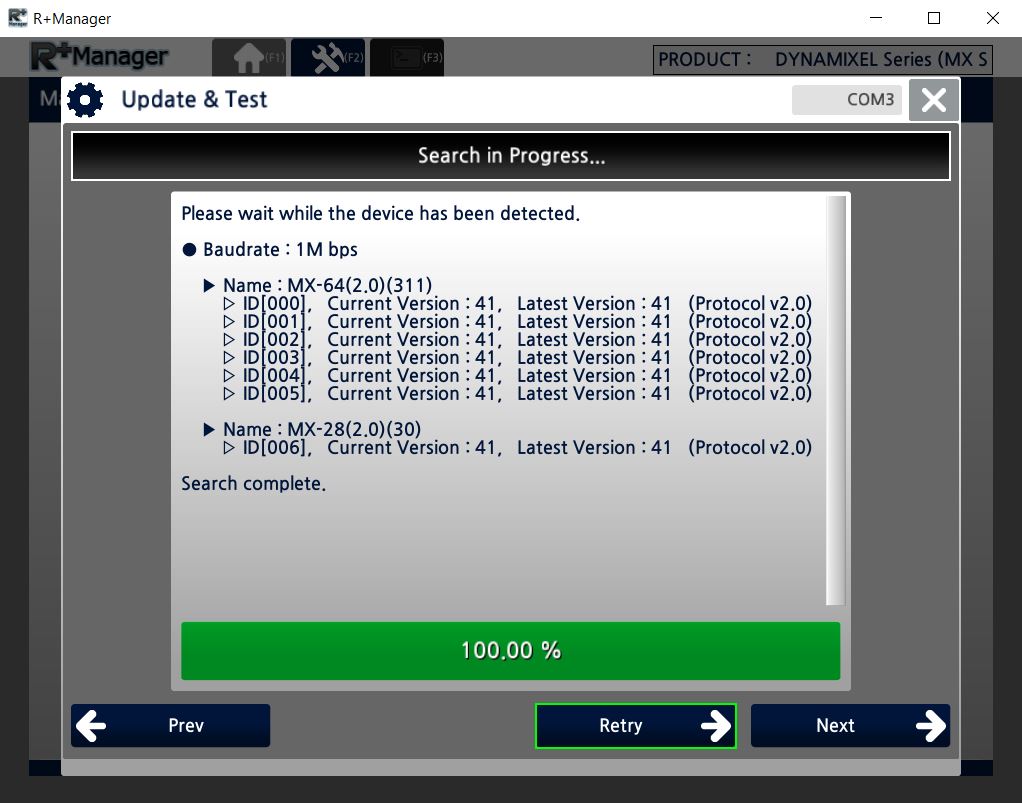 R+Manager
R+Manager
(F1)
(F2)
(F3)
PRODUCT : DYNAMIXEL Series (MX S
Update & Test
COM3
Search in Progress...
Please wait while the device has been detected.
● Baudrate : 1M bps
▶ Name : MX-64(2.0)(311)
▷ ID[000], Current Version : 41, Latest Version : 41 (Protocol v2.0)
▷ ID[001], Current Version : 41, Latest Version : 41 (Protocol v2.0)
▷ ID[002], Current Version : 41, Latest Version : 41 (Protocol v2.0)
▷ ID[003], Current Version : 41, Latest Version : 41 (Protocol v2.0)
▷ ID[004], Current Version : 41, Latest Version : 41 (Protocol v2.0)
▷ ID[005], Current Version : 41, Latest Version : 41 (Protocol v2.0)
▶ Name : MX-28(2.0)(30)
▷ ID[006], Current Version : 41, Latest Version : 41 (Protocol v2.0)
Search complete.
100.00 %
Prev
Retry
Next